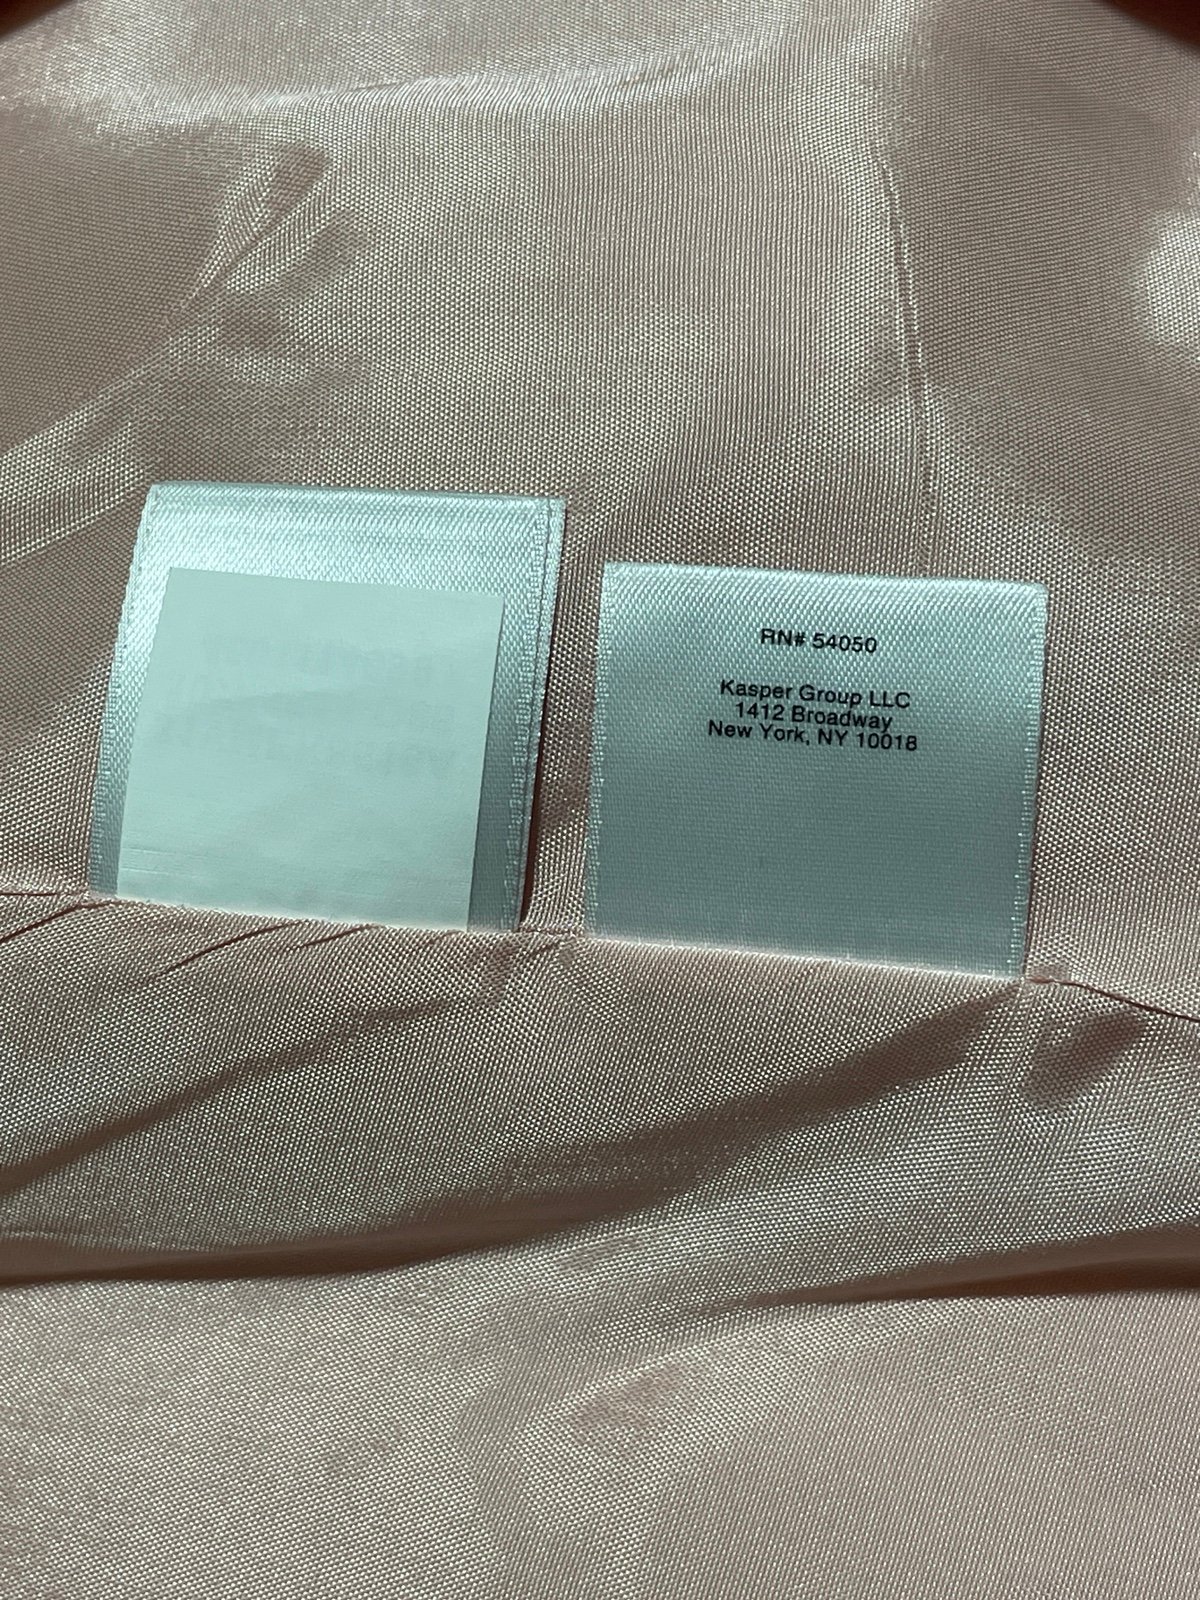 RN# 54050
Kasper Group LLC
1412 Broadway
New York, NY 10018